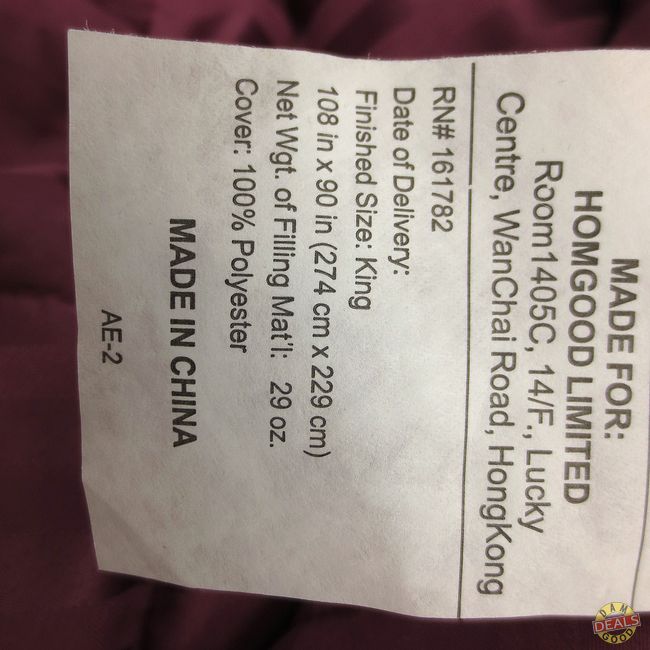 MADE FOR:
HOMGOOD LIMITED
Room1405C, 14/F., Lucky
Centre, WanChai Road, HongKong
RN# 161782
Date of Delivery:
Finished Size: King
108 in x 90 in (274 cm x 229 cm)
Net Wgt. of Filling Mat'l: 29 oz.
Cover: 100% Polyester
MADE IN CHINA
AE-2
DAMN
DEALS
GOOD